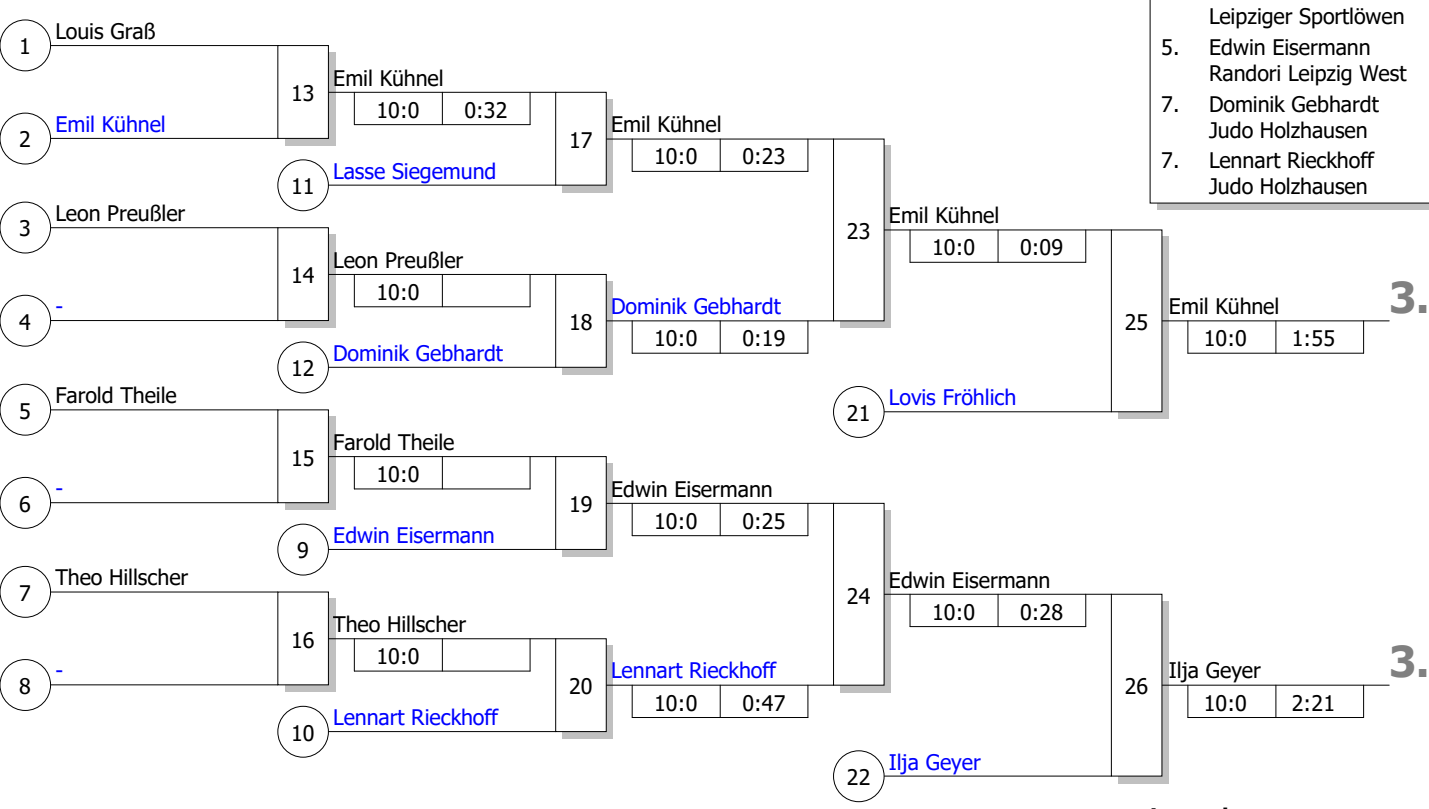 Leipziger Sportlöwen
5. Edwin Eisermann
Randori Leipzig West
7. Dominik Gebhardt
Judo Holzhausen
7. Lennart Rieckhoff
Judo Holzhausen
1 Louis Graß
2 Emil Kühnel
13 Emil Kühnel
10:0 0:32
11 Lasse Siegemund
17 Emil Kühnel
10:0 0:23
3 Leon Preußler
4 -
14 Leon Preußler
10:0
12 Dominik Gebhardt
18 Dominik Gebhardt
10:0 0:19
23 Emil Kühnel
10:0 0:09
21 Lovis Fröhlich
25 Emil Kühnel
10:0 1:55
3.
5 Farold Theile
6 -
15 Farold Theile
10:0
9 Edwin Eisermann
19 Edwin Eisermann
10:0 0:25
7 Theo Hillscher
8 -
16 Theo Hillscher
10:0
10 Lennart Rieckhoff
20 Lennart Rieckhoff
10:0 0:47
24 Edwin Eisermann
10:0 0:28
22 Ilja Geyer
26 Ilja Geyer
10:0 2:21
3.